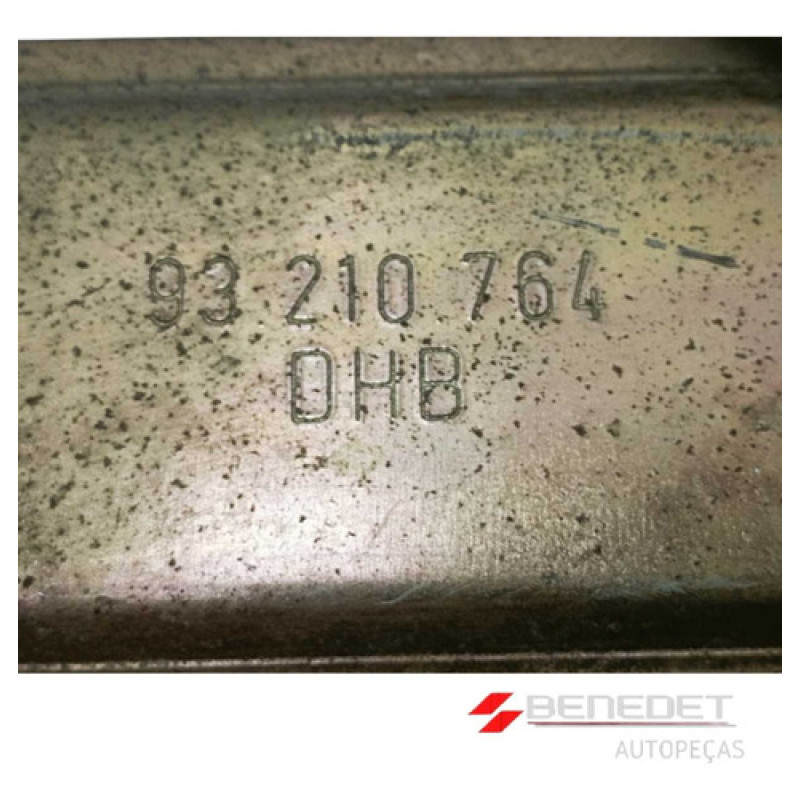 93 210 764
DHB
BENEDET
AUTOPEÇAS